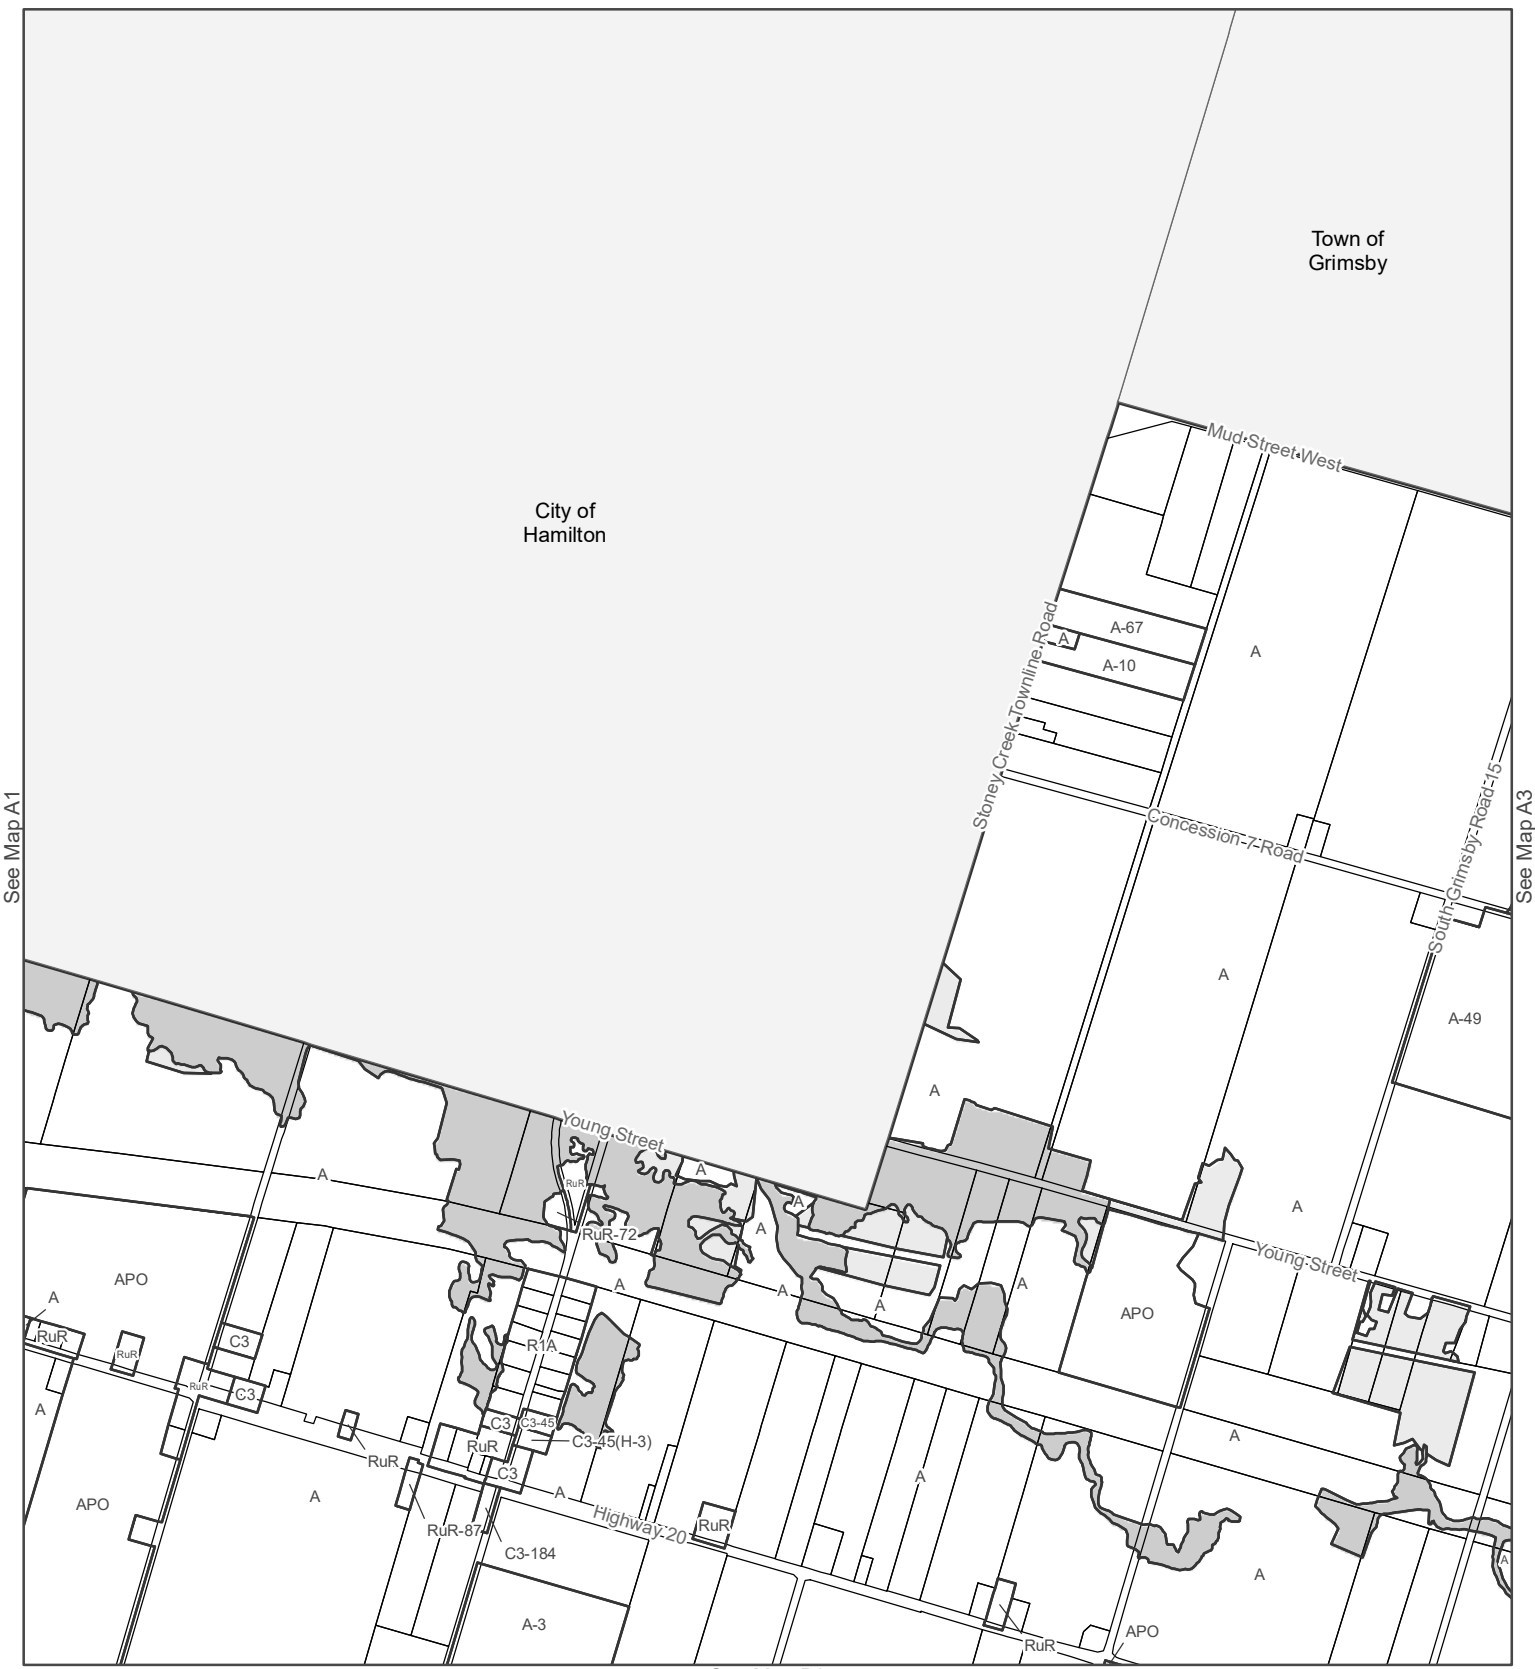 Town of
Grimsby
Mud Street West
City of
Hamilton
A-67
A
A-10
A
Stoney Creek Townline Road
South Grimsby Road 15
See Map A1
See Map A3
Concession 7 Road
A
A-49
A
Young Street
A
A
RuR
A
A
A
RuR-72
Young Street
APO
A
A
A
A
APO
A
RuR
RuR
C3
R1A
RuR
C3
A
C3
C3-45
C3-45(H-3)
RuR
A
RuR
C3
A
APO
A
A
Highway 20
RuR
RuR-87
C3-184
A
A
A-3
RuR
APO